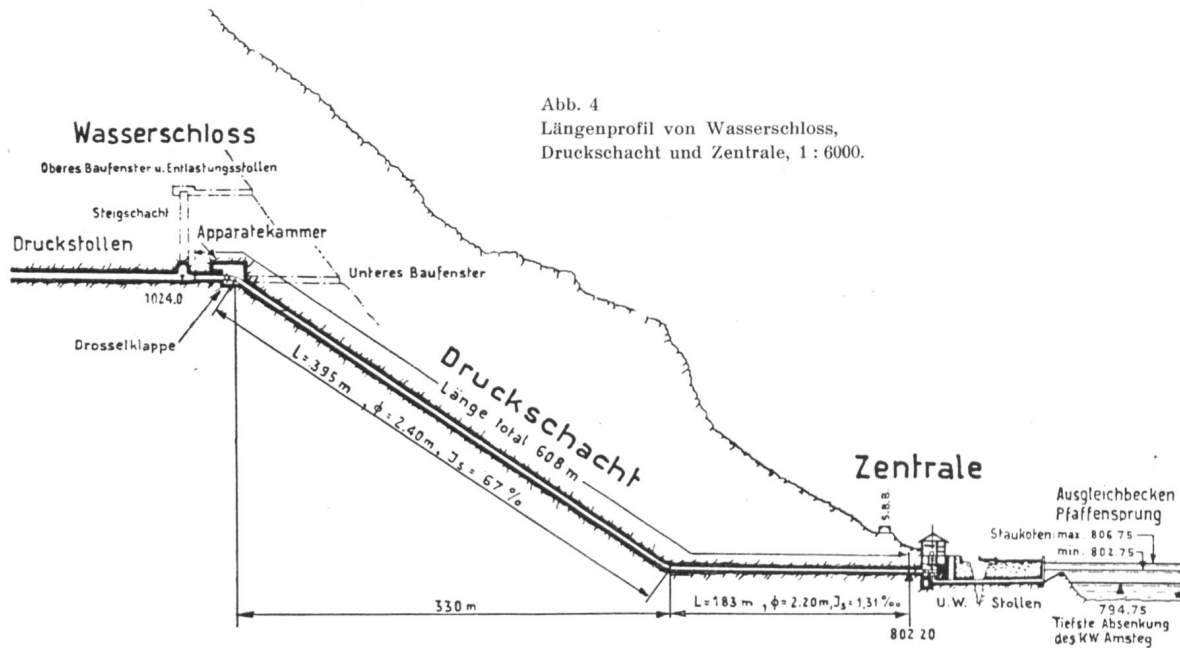 Abb. 4
Längenprofil von Wasserschloss,
Druckschacht und Zentrale, 1 : 6000.
Wasserschloss
Oberes Baufenster u. Entlastungsstollen
Steigschacht
Apparatekammer
Druckstollen
Unteres Baufenster
1024.0
Drosselklappe
Druckschacht
Länge total 608 m
L= 395 m , ϕ= 2.40 m, Js = 67 %
330 m
L= 183 m , ϕ= 2.20 m, Js= 1,31 ‰
802 20
Zentrale
S.B.B.
U.W. Stollen
Ausgleichbecken
Pfaffensprung
Staukoten: max. 806.75
min. 802.75
794.75
Tiefste Absenkung
des KW Amsteg